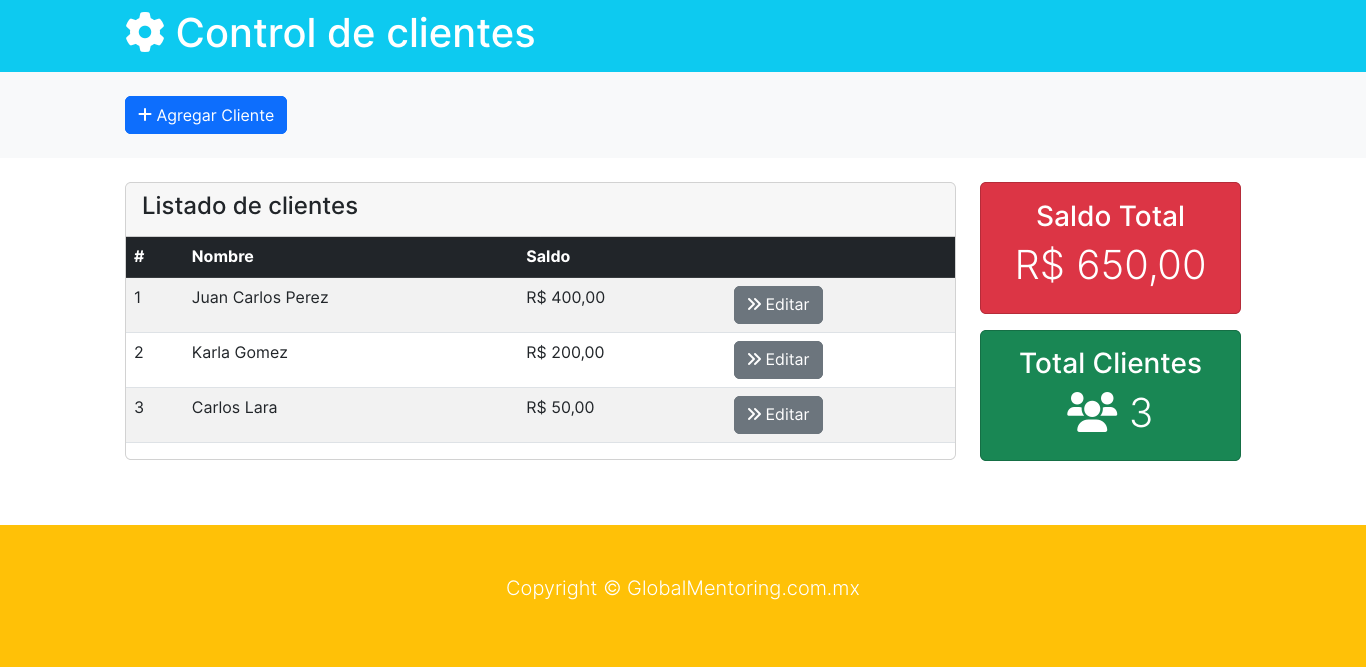 Control de clientes
Agregar Cliente
Listado de clientes
# Nombre Saldo
1 Juan Carlos Perez R$ 400,00 Editar
2 Karla Gomez R$ 200,00 Editar
3 Carlos Lara R$ 50,00 Editar
Saldo Total
R$ 650,00
Total Clientes
3
Copyright © GlobalMentoring.com.mx